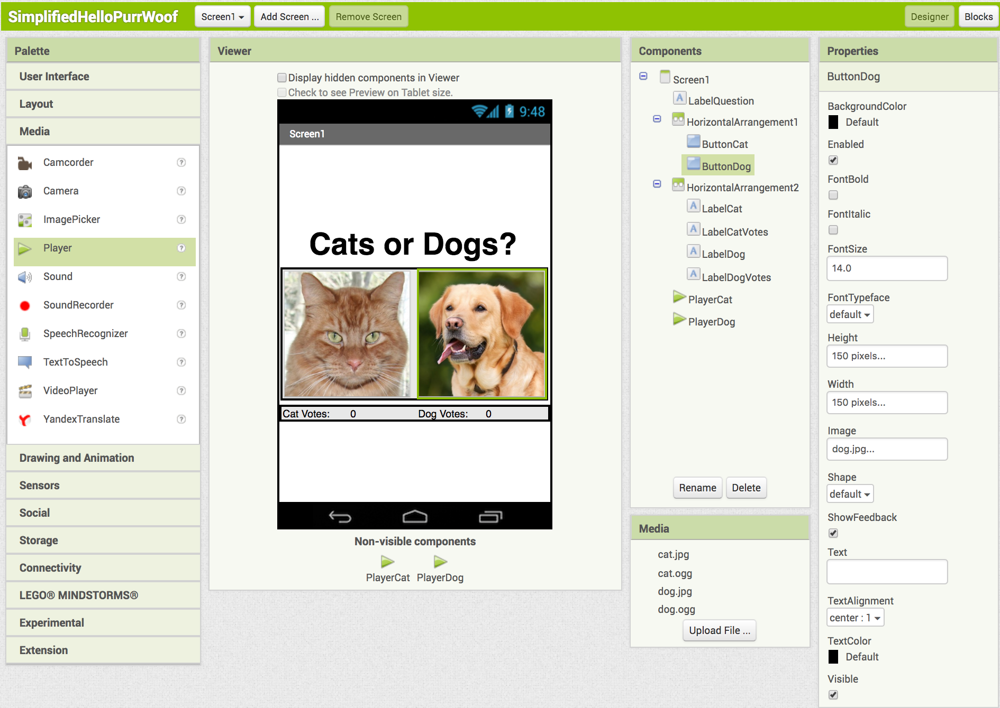 SimplifiedHelloPurrWoof
Screen1
Add Screen ...
Remove Screen
Designer
Blocks
Palette
User Interface
Layout
Media
Camcorder
?
Camera
?
ImagePicker
?
Player
?
Sound
?
SoundRecorder
?
SpeechRecognizer
?
TextToSpeech
?
VideoPlayer
?
YandexTranslate
?
Drawing and Animation
Sensors
Social
Storage
Connectivity
LEGO® MINDSTORMS®
Experimental
Extension
Viewer
Display hidden components in Viewer
Check to see Preview on Tablet size.
9:48
Screen1
Cats or Dogs?
Cat Votes: 0 Dog Votes: 0
Non-visible components
PlayerCat PlayerDog
Components
Screen1
A LabelQuestion
HorizontalArrangement1
ButtonCat
ButtonDog
HorizontalArrangement2
A LabelCat
A LabelCatVotes
A LabelDog
A LabelDogVotes
PlayerCat
PlayerDog
Rename
Delete
Media
cat.jpg
cat.ogg
dog.jpg
dog.ogg
Upload File ...
Properties
ButtonDog
BackgroundColor
Default
Enabled
FontBold
FontItalic
FontSize
14.0
FontTypeface
default
Height
150 pixels...
Width
150 pixels...
Image
dog.jpg...
Shape
default
ShowFeedback
Text
TextAlignment
center : 1
TextColor
Default
Visible